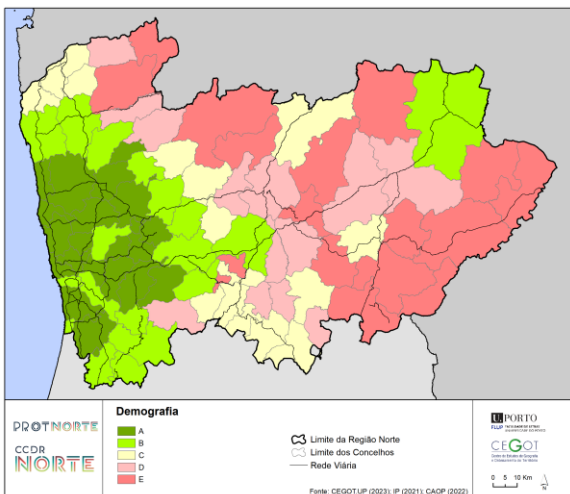 PROTNORTE
CCDR
NORTE
Demografia
A
B
C
D
E
Limite da Região Norte
Limite dos Concelhos
Rede Viária
Fonte: CEGOT.UP (2023); IP (2021); CAOP (2022)
U.PORTO
FLUP
CEGOT
0 5 10 Km